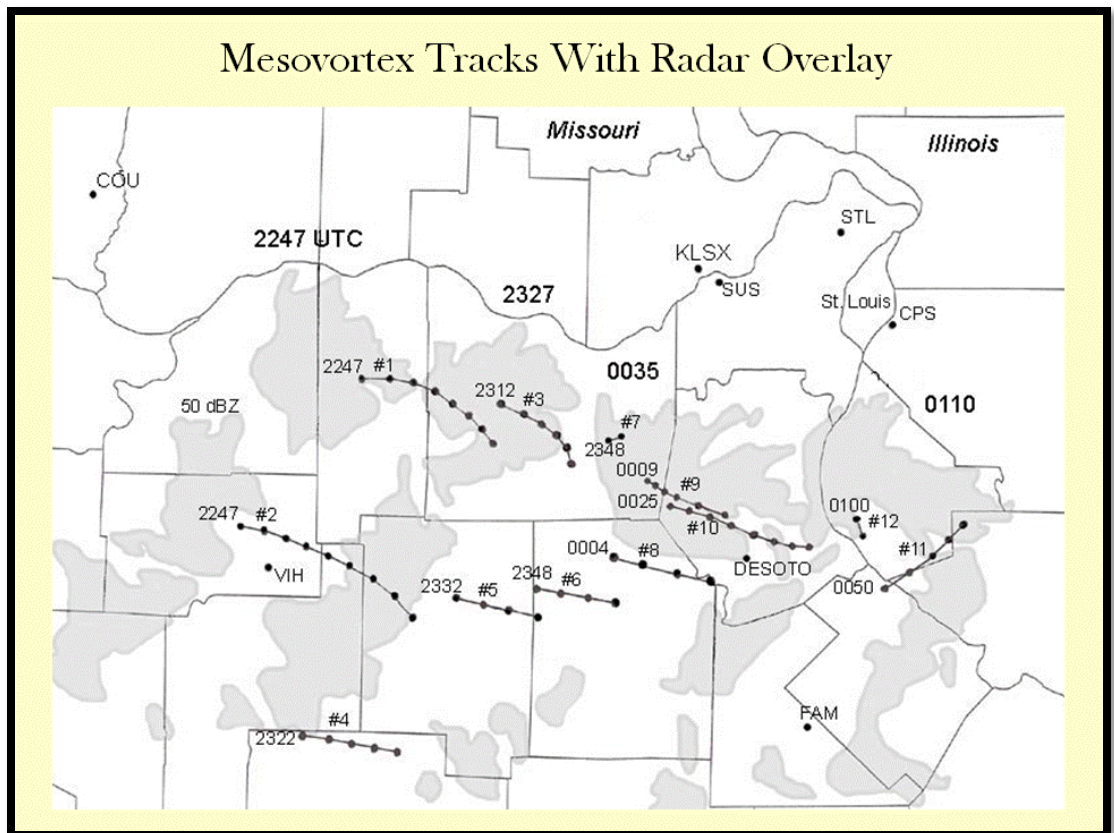 Mesovortex Tracks With Radar Overlay
Missouri
Illinois
COU
STL
2247 UTC
KLSX
SUS
2327
St. Louis
CPS
2247 #1
0035
2312 #3
50 dBZ
0110
#7
2348
0009
#9
0025
#10
2247 #2
0100
#12
0004 #8
#11
VIH
DESOTO
2332 #5
2348 #6
0050
FAM
#4
2322